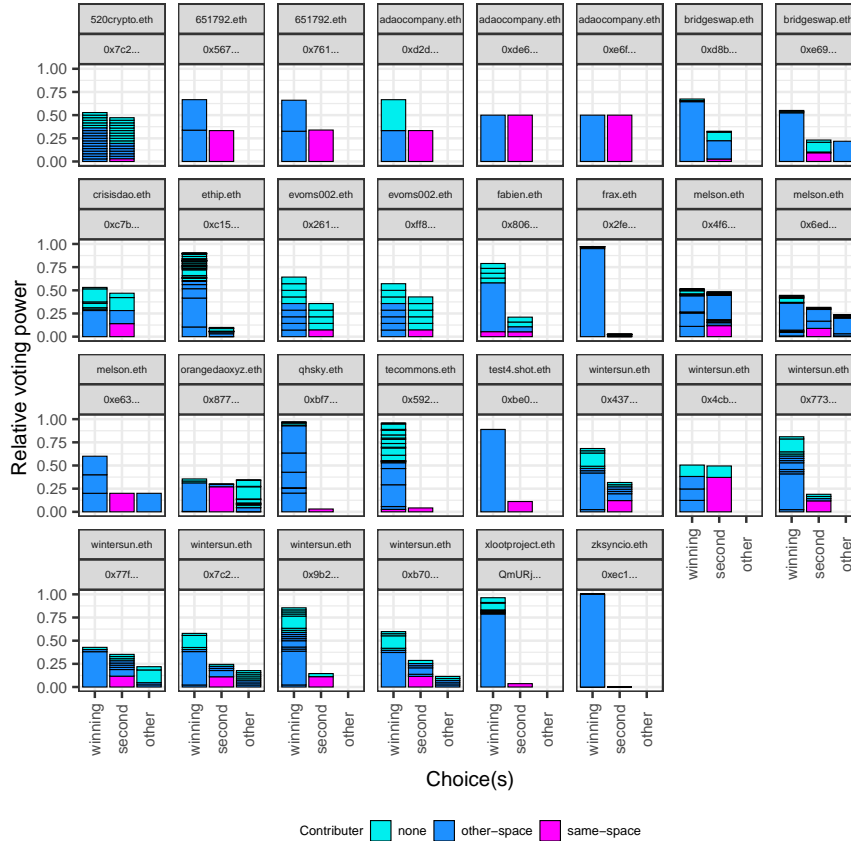 520crypto.eth 651792.eth 651792.eth adaocompany.eth adaocompany.eth adaocompany.eth bridgeswap.eth bridgeswap.eth
0x7c2... 0x567... 0x761... 0xd2d... 0xde6... 0xe6f... 0xd8b... 0xe69...
1.00
0.75
0.50
0.25
0.00
crisisdao.eth ethip.eth evoms002.eth evoms002.eth fabien.eth frax.eth melson.eth melson.eth
0xc7b... 0xc15... 0x261... 0xff8... 0x806... 0x2fe... 0x4f6... 0x6ed...
1.00
0.75
0.50
0.25
0.00
Relative voting power
melson.eth orangedaoxyz.eth qhsky.eth tecommons.eth test4.shot.eth wintersun.eth wintersun.eth wintersun.eth
0xe63... 0x877... 0xbf7... 0x592... 0xbe0... 0x437... 0x4cb... 0x773...
1.00
0.75
0.50
0.25
0.00
winning second other winning second other
wintersun.eth wintersun.eth wintersun.eth wintersun.eth xlootproject.eth zksyncio.eth
0x77f... 0x7c2... 0x9b2... 0xb70... QmURj... 0xec1...
1.00
0.75
0.50
0.25
0.00
winning second other winning second other winning second other winning second other winning second other winning second other
Choice(s)
Contributer none other-space same-space